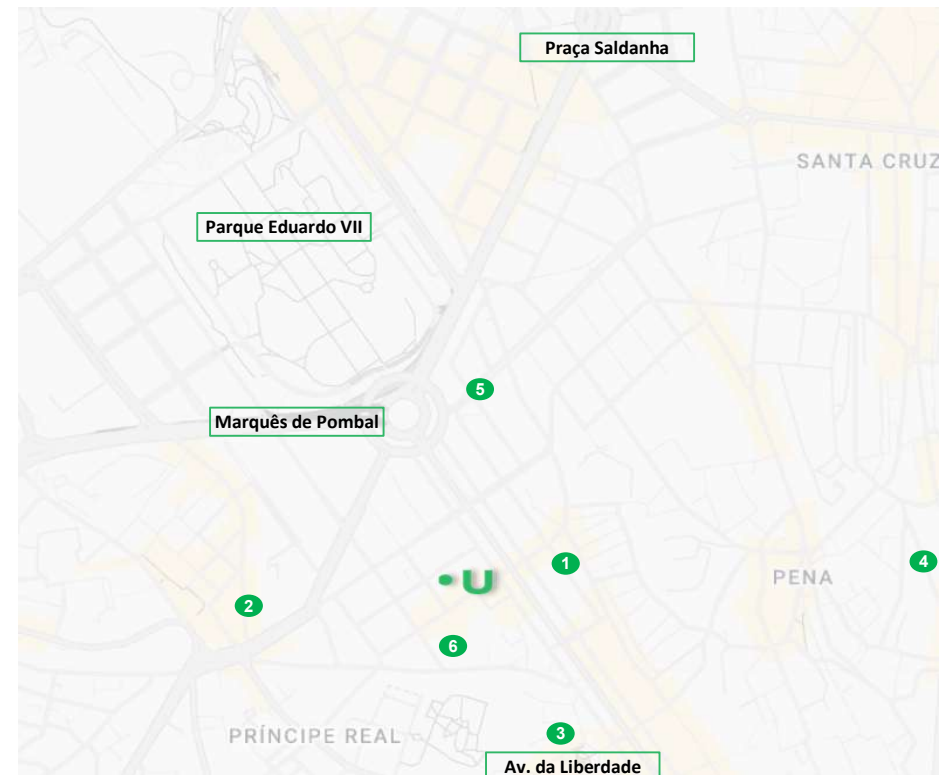 Praça Saldanha
SANTA CRUZ
Parque Eduardo VII
5
Marquês de Pombal
1
4
•U
PENA
2
6
PRÍNCIPE REAL
3
Av. da Liberdade